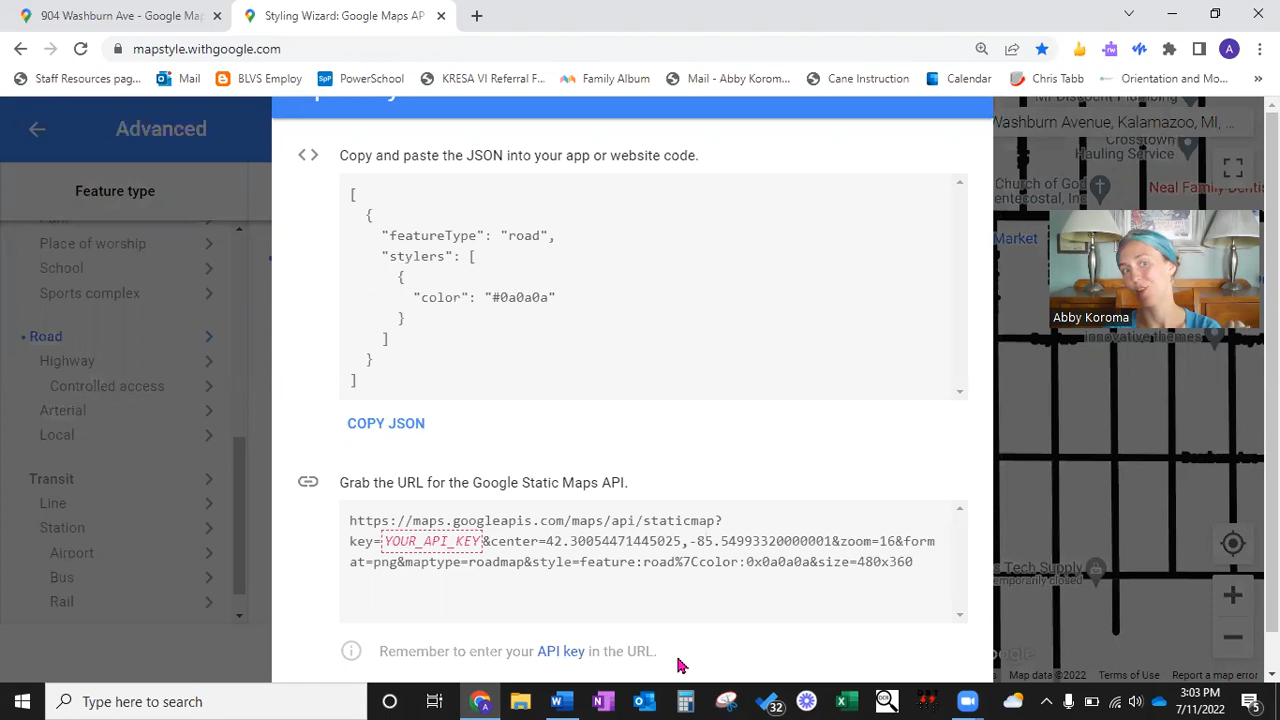 904 Washburn Ave - Google Map
Styling Wizard: Google Maps AP
mapstyle.withgoogle.com
A
Staff Resources pag...
Mail
BLVS Employ
PowerSchool
KRESA VI Referral F...
Family Album
Mail - Abby Korom...
Cane Instruction
Calendar
Chris Tabb
Orientation and Mo...
»
Advanced
Washburn Avenue, Kalamazoo, MI, ...
Crosstown
Hauling Service
Copy and paste the JSON into your app or website code.
Feature type
Church of God
Pentecostal, Inc
Neal Family Dentis
[
{
"featureType": "road",
"stylers": [
{
"color": "#0a0a0a"
}
]
}
]
COPY JSON
Place of worship
School
Sports complex
Road
Highway
Controlled access
Arterial
Local
Transit
Line
Station
Airport
Bus
Rail
Market
Abby Koroma
Innovative themes
Grab the URL for the Google Static Maps API.
https://maps.googleapis.com/maps/api/staticmap?
key=YOUR_API_KEY&center=42.30054471445025,-85.54993320000001&zoom=16&form
at=png&maptype=roadmap&style=feature:road%7Ccolor:0x0a0a0a&size=480x360
Remember to enter your API key in the URL.
s Tech Supply
emporarily closed
Map data ©2022
Terms of Use
Report a map error
Type here to search
32
3:03 PM
7/11/2022
5